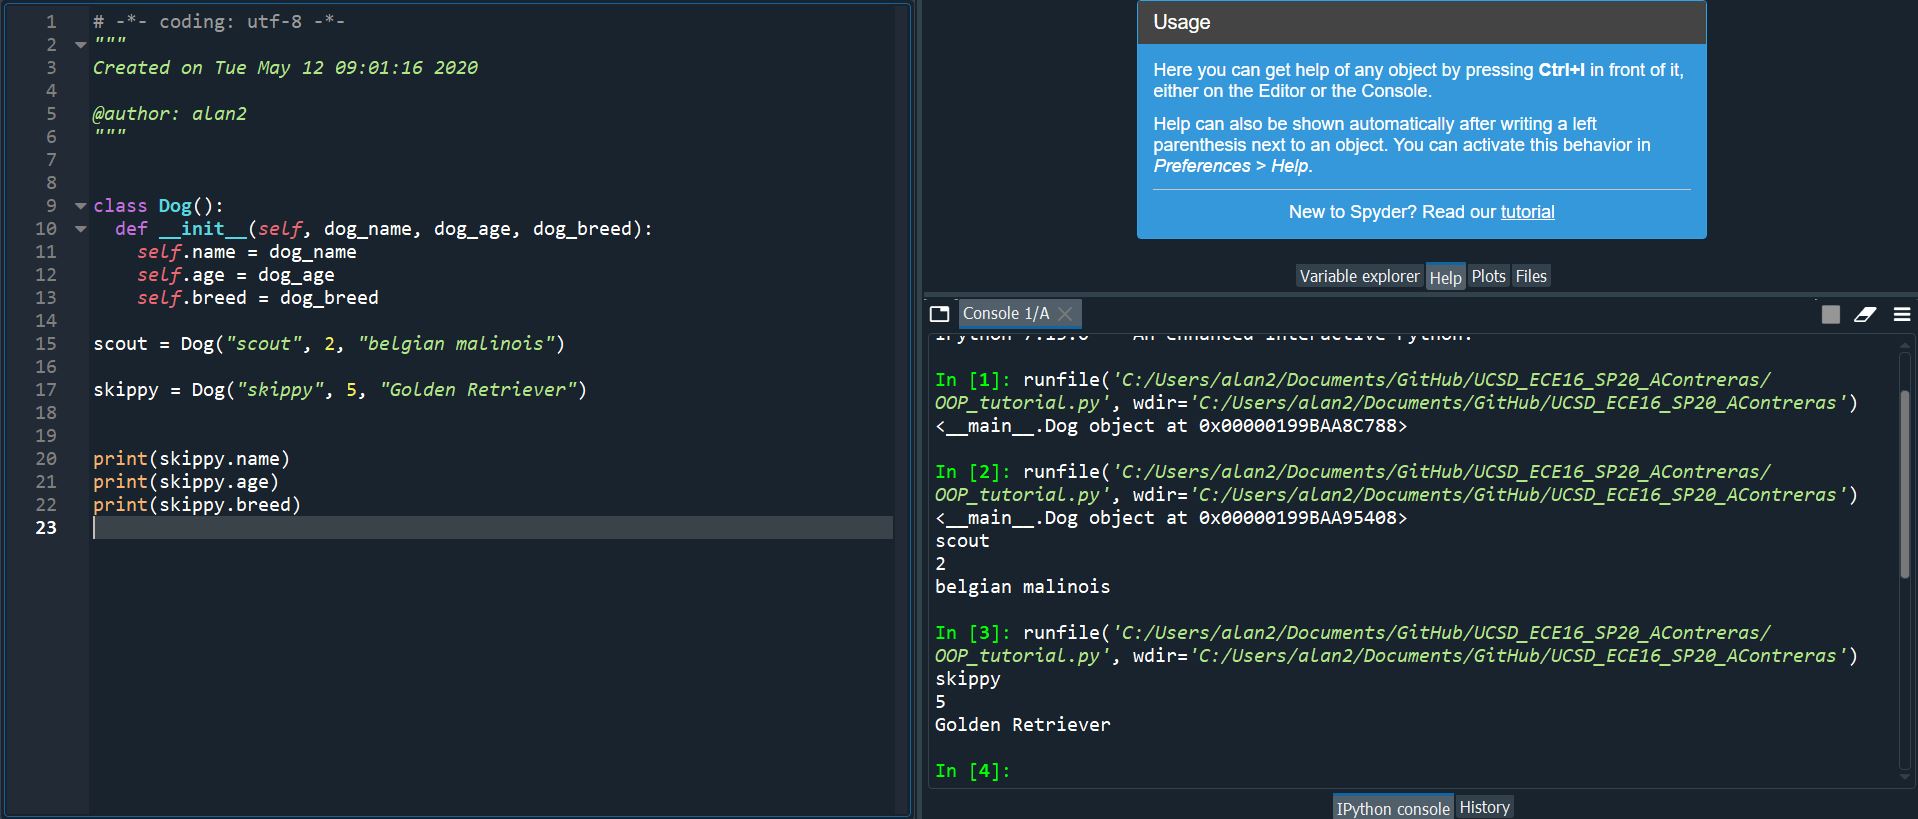 1 # -*- coding: utf-8 -*-
2 """
3 Created on Tue May 12 09:01:16 2020
4
5 @author: alan2
6 """
7
8
9 class Dog():
10 def __init__(self, dog_name, dog_age, dog_breed):
11 self.name = dog_name
12 self.age = dog_age
13 self.breed = dog_breed
14
15 scout = Dog("scout", 2, "belgian malinois")
16
17 skippy = Dog("skippy", 5, "Golden Retriever")
18
19
20 print(skippy.name)
21 print(skippy.age)
22 print(skippy.breed)
23
Usage
Here you can get help of any object by pressing Ctrl+I in front of it,
either on the Editor or the Console.
Help can also be shown automatically after writing a left
parenthesis next to an object. You can activate this behavior in
Preferences > Help.
New to Spyder? Read our tutorial
Variable explorer Help Plots Files
Console 1/A
An enhanced Interactive Python.
In [1]: runfile('C:/Users/alan2/Documents/GitHub/UCSD_ECE16_SP20_AContreras/
OOP_tutorial.py', wdir='C:/Users/alan2/Documents/GitHub/UCSD_ECE16_SP20_AContreras')
<__main__.Dog object at 0x00000199BAA8C788>
In [2]: runfile('C:/Users/alan2/Documents/GitHub/UCSD_ECE16_SP20_AContreras/
OOP_tutorial.py', wdir='C:/Users/alan2/Documents/GitHub/UCSD_ECE16_SP20_AContreras')
<__main__.Dog object at 0x00000199BAA95408>
scout
2
belgian malinois
In [3]: runfile('C:/Users/alan2/Documents/GitHub/UCSD_ECE16_SP20_AContreras/
OOP_tutorial.py', wdir='C:/Users/alan2/Documents/GitHub/UCSD_ECE16_SP20_AContreras')
skippy
5
Golden Retriever
In [4]:
IPython console History